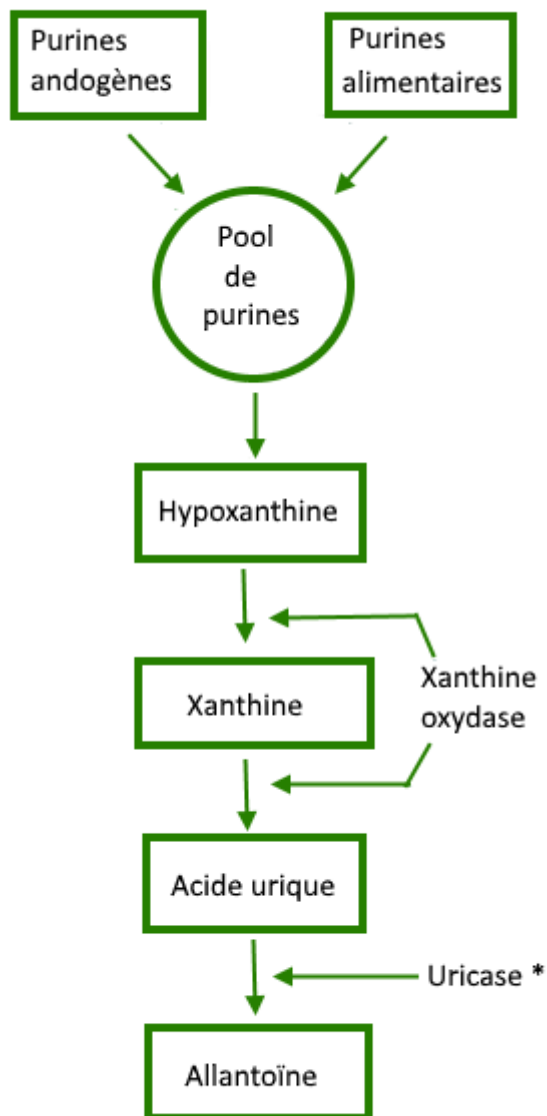 Purines
andogènes
Purines
alimentaires
Pool
de
purines
Hypoxanthine
Xanthine
Xanthine
oxydase
Acide urique
Uricase *
Allantoïne